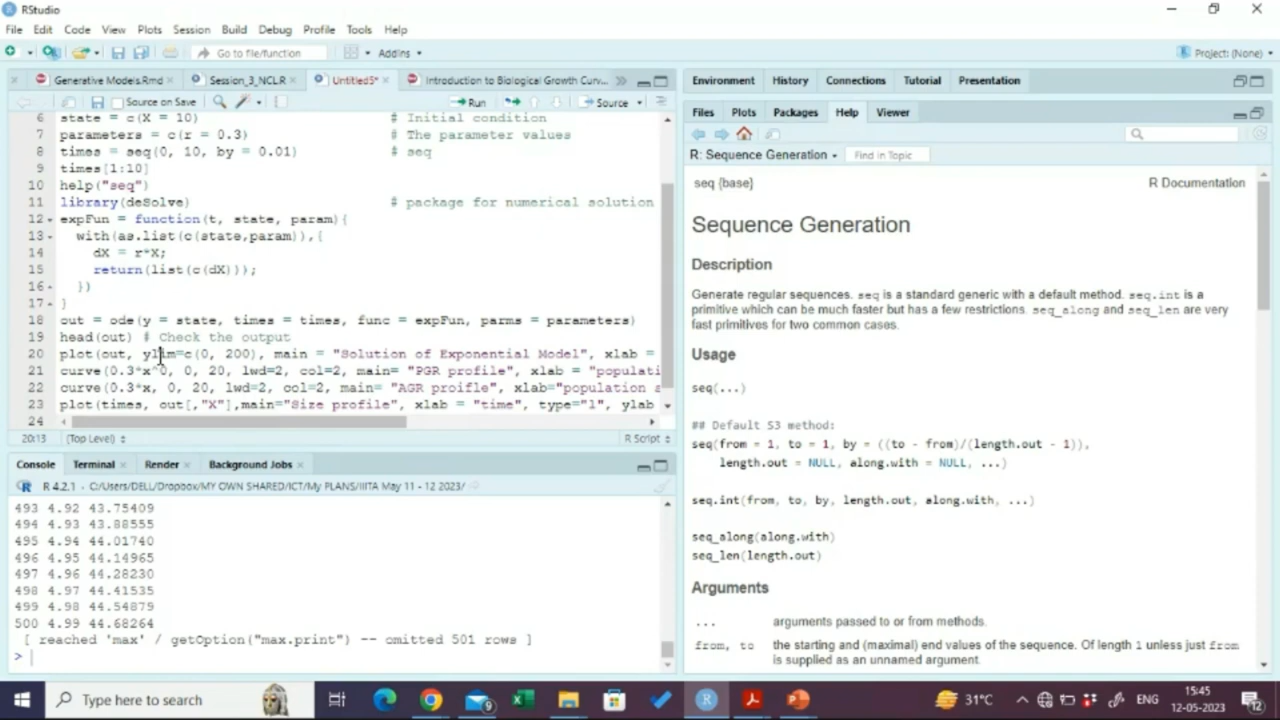 RStudio
File Edit Code View Plots Session Build Debug Profile Tools Help
Go to file/function Addins Project: (None)
Generative Models.Rmd Session_3_NCL.R Untitled5* Introduction to Biological Growth Curv...
Source on Save Run Source
6 state = c(X = 10) # Initial condition
7 parameters = c(r = 0.3) # The parameter values
8 times = seq(0, 10, by = 0.01) # seq
9 times[1:10]
10 help("seq")
11 library(deSolve) # package for numerical solution
12 expFun = function(t, state, param){
13 with(as.list(c(state,param)),{
14 dX = r*X;
15 return(list(c(dX)));
16 })
17 }
18 out = ode(y = state, times = times, func = expFun, parms = parameters)
19 head(out) # Check the output
20 plot(out, ylim=c(0, 200), main = "Solution of Exponential Model", xlab =
21 curve(0.3*x^0, 0, 20, lwd=2, col=2, main= "PGR profile", xlab = "populati
22 curve(0.3*x, 0, 20, lwd=2, col=2, main= "AGR proifle", xlab="population s
23 plot(times, out[,"X"],main="Size profile", xlab = "time", type="l", ylab
24
20:13 (Top Level) R Script
Console Terminal Render Background Jobs
R 4.2.1 · C:/Users/DELL/Dropbox/MY OWN SHARED/ICT/My PLANS/IIITA May 11 - 12 2023/
493 4.92 43.75409
494 4.93 43.88555
495 4.94 44.01740
496 4.95 44.14965
497 4.96 44.28230
498 4.97 44.41535
499 4.98 44.54879
500 4.99 44.68264
[ reached 'max' / getOption("max.print") -- omitted 501 rows ]
>
Environment History Connections Tutorial Presentation
Files Plots Packages Help Viewer
R: Sequence Generation Find in Topic
seq {base} R Documentation
Sequence Generation
Description
Generate regular sequences. seq is a standard generic with a default method. seq.int is a
primitive which can be much faster but has a few restrictions. seq_along and seq_len are very
fast primitives for two common cases.
Usage
seq(...)
## Default S3 method:
seq(from = 1, to = 1, by = ((to - from)/(length.out - 1)),
length.out = NULL, along.with = NULL, ...)
seq.int(from, to, by, length.out, along.with, ...)
seq_along(along.with)
seq_len(length.out)
Arguments
... arguments passed to or from methods.
from, to the starting and (maximal) end values of the sequence. Of length 1 unless just from
is supplied as an unnamed argument.
Type here to search 9 31°C ENG 15:45
12-05-2023 12